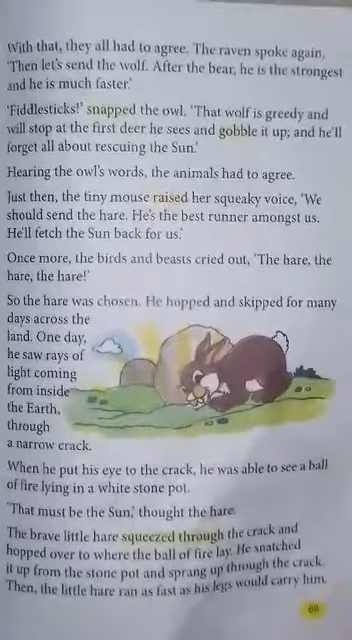 With that, they all had to agree. The raven spoke again,
'Then let's send the wolf. After the bear, he is the strongest
and he is much faster.'
'Fiddlesticks!' snapped the owl. 'That wolf is greedy and
will stop at the first deer he sees and gobble it up; and he'll
forget all about rescuing the Sun.'
Hearing the owl's words, the animals had to agree.
Just then, the tiny mouse raised her squeaky voice, 'We
should send the hare. He's the best runner amongst us.
He'll fetch the Sun back for us.'
Once more, the birds and beasts cried out, 'The hare, the
hare, the hare!'
So the hare was chosen. He hopped and skipped for many
days across the
land. One day,
he saw rays of
light coming
from inside
the Earth,
through
a narrow crack.
When he put his eye to the crack, he was able to see a ball
of fire lying in a white stone pot.
'That must be the Sun,' thought the hare.
The brave little hare squeezed through the crack and
hopped over to where the ball of fire lay. He snatched
it up from the stone pot and sprang up through the crack.
Then, the little hare ran as fast as his legs would carry him.
69